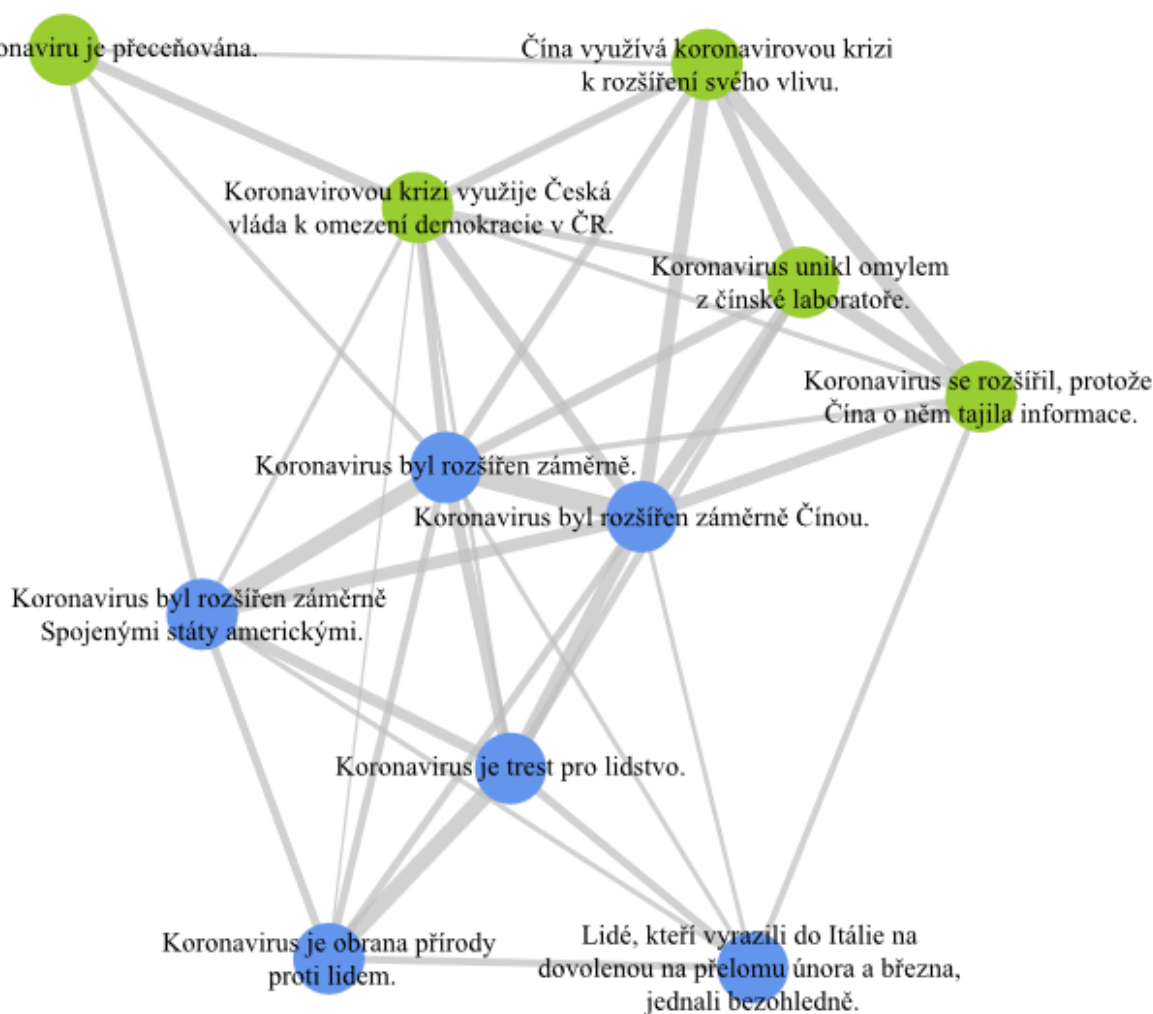 je přeceňována.
Čína využívá koronavirovou krizi
k rozšíření svého vlivu.
Koronavirovou krizi využije Česká
vláda k omezení demokracie v ČR.
Koronavirus unikl omylem
z čínské laboratoře.
Koronavirus se rozšířil, protože
Čína o něm tajila informace.
Koronavirus byl rozšířen záměrně.
Koronavirus byl rozšířen záměrně Čínou.
Koronavirus byl rozšířen záměrně
Spojenými státy americkými.
Koronavirus je trest pro lidstvo.
Koronavirus je obrana přírody
proti lidem.
Lidé, kteří vyrazili do Itálie na
dovolenou na přelomu února a března,
jednali bezohledně.